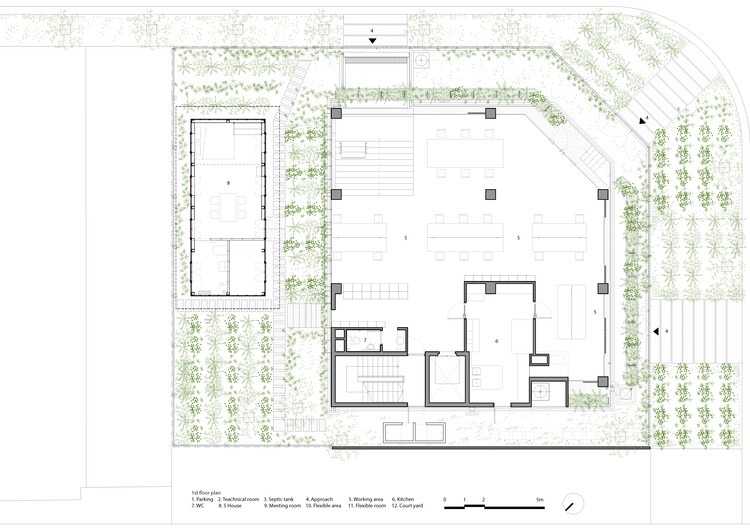 4
4
8
5
5
5
4
7
6
1st floor plan
1. Parking 2. Teachnical room 3. Septic tank 4. Approach 5. Working area 6. Kitchen
7. WC 8. S House 9. Meeting room 10. Flexible area 11. Flexible room 12. Court yard
0 1 2 5m